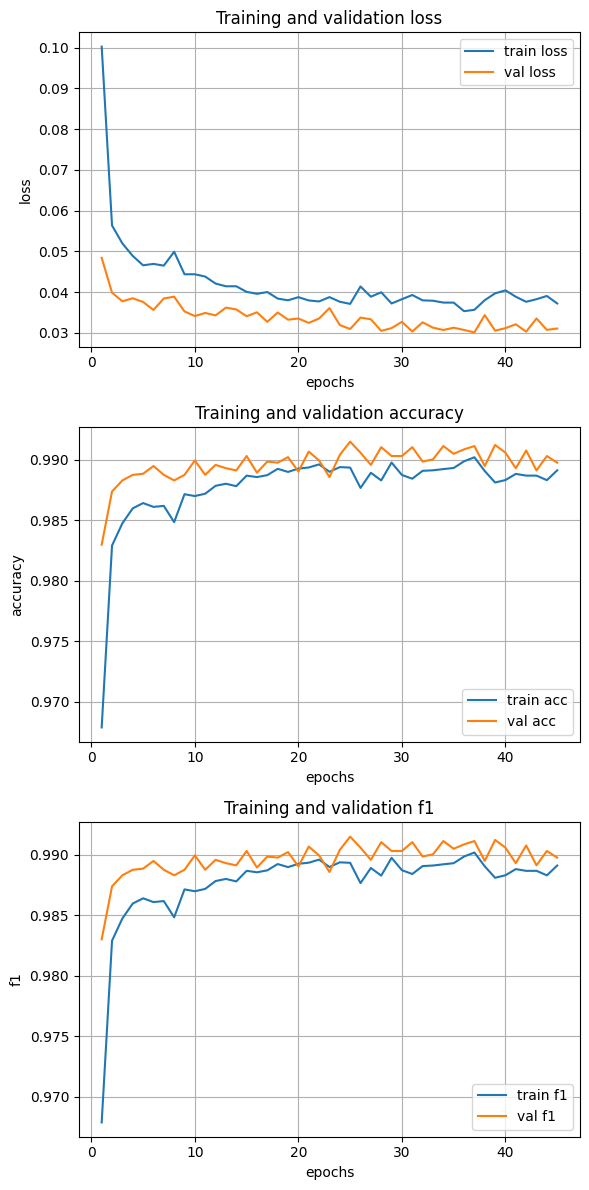 Training and validation loss
train loss
val loss
0.10
0.09
0.08
0.07
0.06
0.05
0.04
0.03
loss
0 10 20 30 40
epochs
Training and validation accuracy
0.990
0.985
0.980
0.975
0.970
accuracy
train acc
val acc
0 10 20 30 40
epochs
Training and validation f1
0.990
0.985
0.980
0.975
0.970
f1
train f1
val f1
0 10 20 30 40
epochs